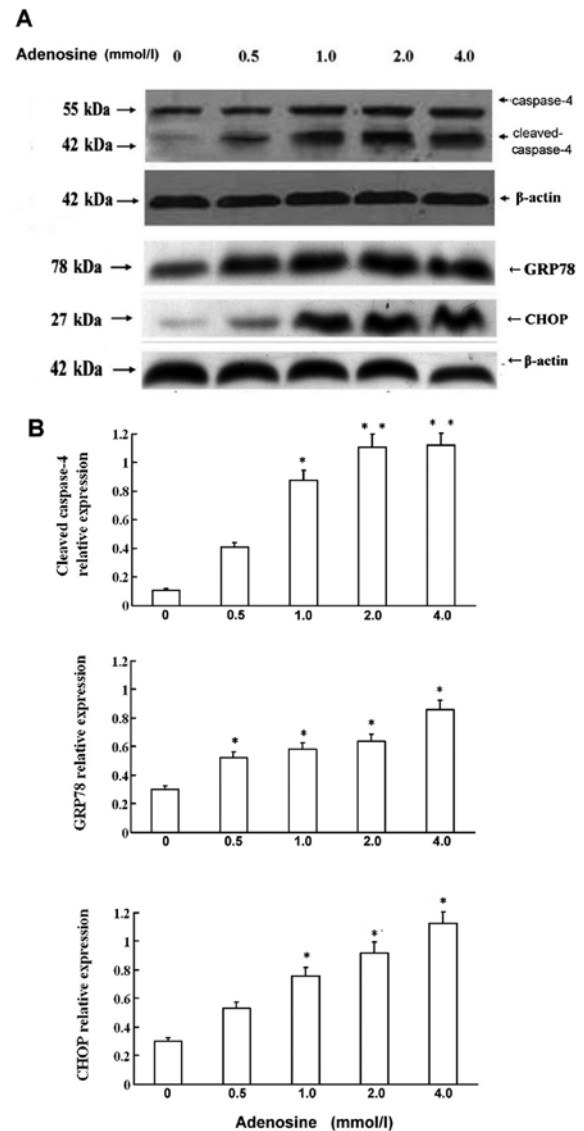 A
Adenosine (mmol/l) 0 0.5 1.0 2.0 4.0
55 kDa caspase-4
42 kDa cleaved-
caspase-4
42 kDa β-actin
78 kDa GRP78
27 kDa CHOP
42 kDa β-actin
B
Cleaved caspase-4
relative expression
1.2
1
0.8
0.6
0.4
0.2
0
* ** **
0 0.5 1.0 2.0 4.0
GRP78 relative expression
1.2
1
0.8
0.6
0.4
0.2
0
* * * *
0 0.5 1.0 2.0 4.0
CHOP relative expression
1.2
1
0.8
0.6
0.4
0.2
0
* * *
0 0.5 1.0 2.0 4.0
Adenosine (mmol/l)